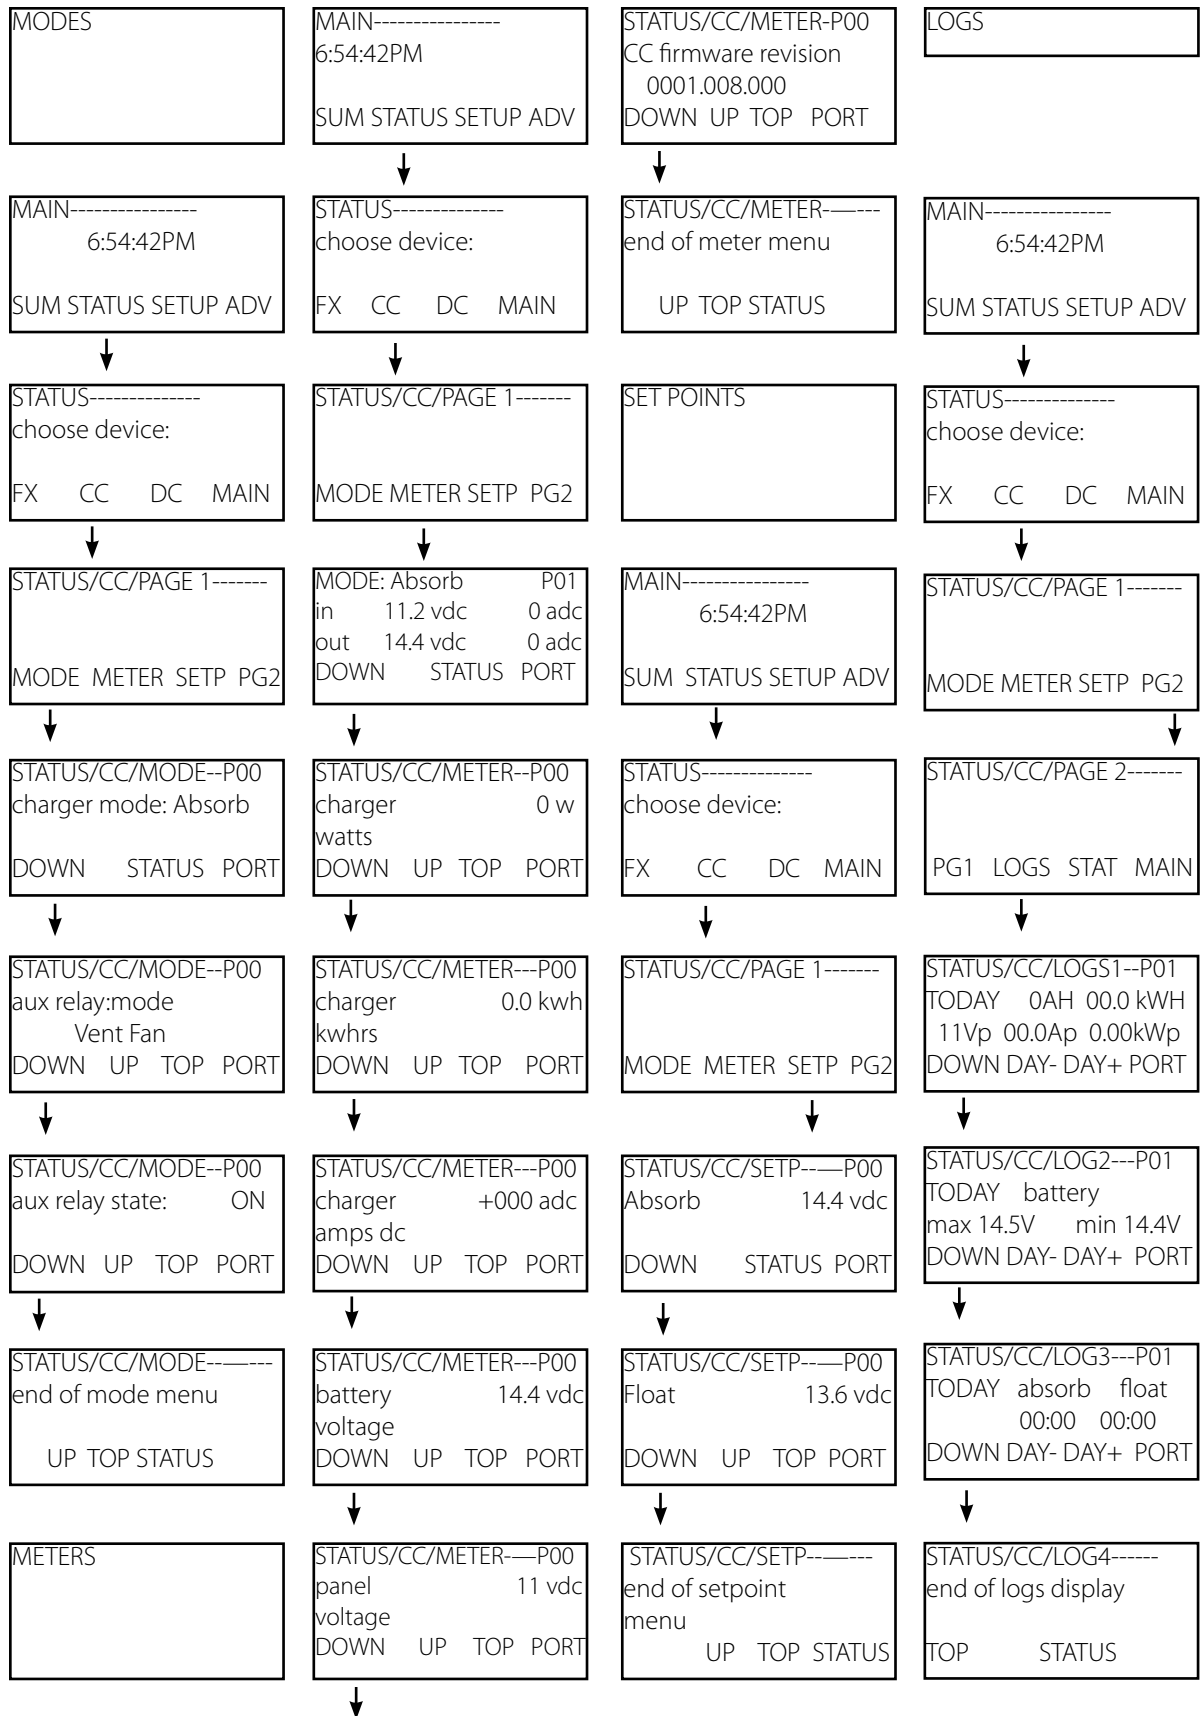 MODES
MAIN----------------
6:54:42PM
SUM STATUS SETUP ADV
STATUS--------------
choose device:
FX CC DC MAIN
STATUS/CC/PAGE 1-------
MODE METER SETP PG2
STATUS/CC/MODE--P00
charger mode: Absorb
DOWN STATUS PORT
STATUS/CC/MODE--P00
aux relay:mode
Vent Fan
DOWN UP TOP PORT
STATUS/CC/MODE--P00
aux relay state: ON
DOWN UP TOP PORT
STATUS/CC/MODE--—---
end of mode menu
UP TOP STATUS
METERS
MAIN----------------
6:54:42PM
SUM STATUS SETUP ADV
STATUS--------------
choose device:
FX CC DC MAIN
STATUS/CC/PAGE 1-------
MODE METER SETP PG2
MODE: Absorb P01
in 11.2 vdc 0 adc
out 14.4 vdc 0 adc
DOWN STATUS PORT
STATUS/CC/METER--P00
charger 0 w
watts
DOWN UP TOP PORT
STATUS/CC/METER---P00
charger 0.0 kwh
kwhrs
DOWN UP TOP PORT
STATUS/CC/METER---P00
charger +000 adc
amps dc
DOWN UP TOP PORT
STATUS/CC/METER---P00
battery 14.4 vdc
voltage
DOWN UP TOP PORT
STATUS/CC/METER-—P00
panel 11 vdc
voltage
DOWN UP TOP PORT
STATUS/CC/METER-P00
CC firmware revision
0001.008.000
DOWN UP TOP PORT
STATUS/CC/METER-—---
end of meter menu
UP TOP STATUS
SET POINTS
MAIN----------------
6:54:42PM
SUM STATUS SETUP ADV
STATUS--------------
choose device:
FX CC DC MAIN
STATUS/CC/PAGE 1-------
MODE METER SETP PG2
STATUS/CC/SETP--—P00
Absorb 14.4 vdc
DOWN STATUS PORT
STATUS/CC/SETP--—P00
Float 13.6 vdc
DOWN UP TOP PORT
STATUS/CC/SETP--—---
end of setpoint
menu
UP TOP STATUS
LOGS
MAIN----------------
6:54:42PM
SUM STATUS SETUP ADV
STATUS--------------
choose device:
FX CC DC MAIN
STATUS/CC/PAGE 1-------
MODE METER SETP PG2
STATUS/CC/PAGE 2-------
PG1 LOGS STAT MAIN
STATUS/CC/LOGS1--P01
TODAY 0AH 00.0 kWH
11Vp 00.0Ap 0.00kWp
DOWN DAY- DAY+ PORT
STATUS/CC/LOG2---P01
TODAY battery
max 14.5V min 14.4V
DOWN DAY- DAY+ PORT
STATUS/CC/LOG3---P01
TODAY absorb float
00:00 00:00
DOWN DAY- DAY+ PORT
STATUS/CC/LOG4------
end of logs display
TOP STATUS